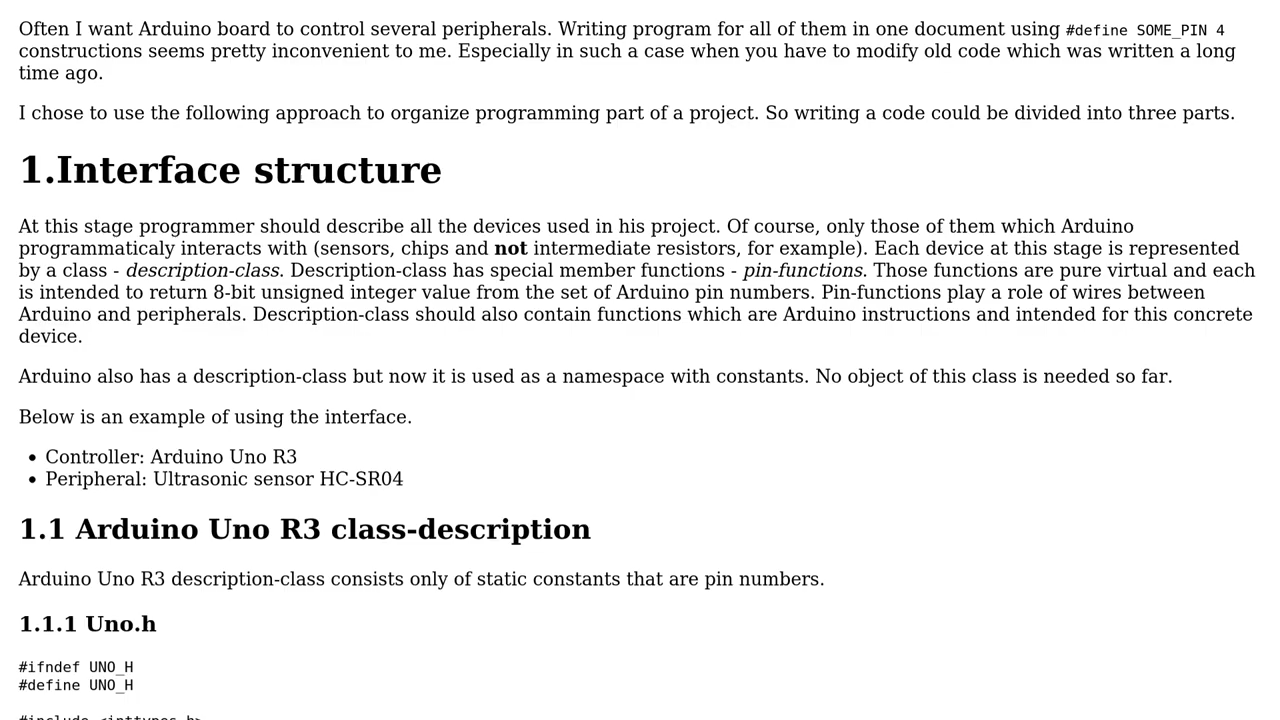 Often I want Arduino board to control several peripherals. Writing program for all of them in one document using #define SOME_PIN 4
constructions seems pretty inconvenient to me. Especially in such a case when you have to modify old code which was written a long
time ago.
I chose to use the following approach to organize programming part of a project. So writing a code could be divided into three parts.
1.Interface structure
At this stage programmer should describe all the devices used in his project. Of course, only those of them which Arduino
programmaticaly interacts with (sensors, chips and not intermediate resistors, for example). Each device at this stage is represented
by a class - description-class. Description-class has special member functions - pin-functions. Those functions are pure virtual and each
is intended to return 8-bit unsigned integer value from the set of Arduino pin numbers. Pin-functions play a role of wires between
Arduino and peripherals. Description-class should also contain functions which are Arduino instructions and intended for this concrete
device.
Arduino also has a description-class but now it is used as a namespace with constants. No object of this class is needed so far.
Below is an example of using the interface.
• Controller: Arduino Uno R3
• Peripheral: Ultrasonic sensor HC-SR04
1.1 Arduino Uno R3 class-description
Arduino Uno R3 description-class consists only of static constants that are pin numbers.
1.1.1 Uno.h
#ifndef UNO_H
#define UNO_H
#include <inttypes.h>